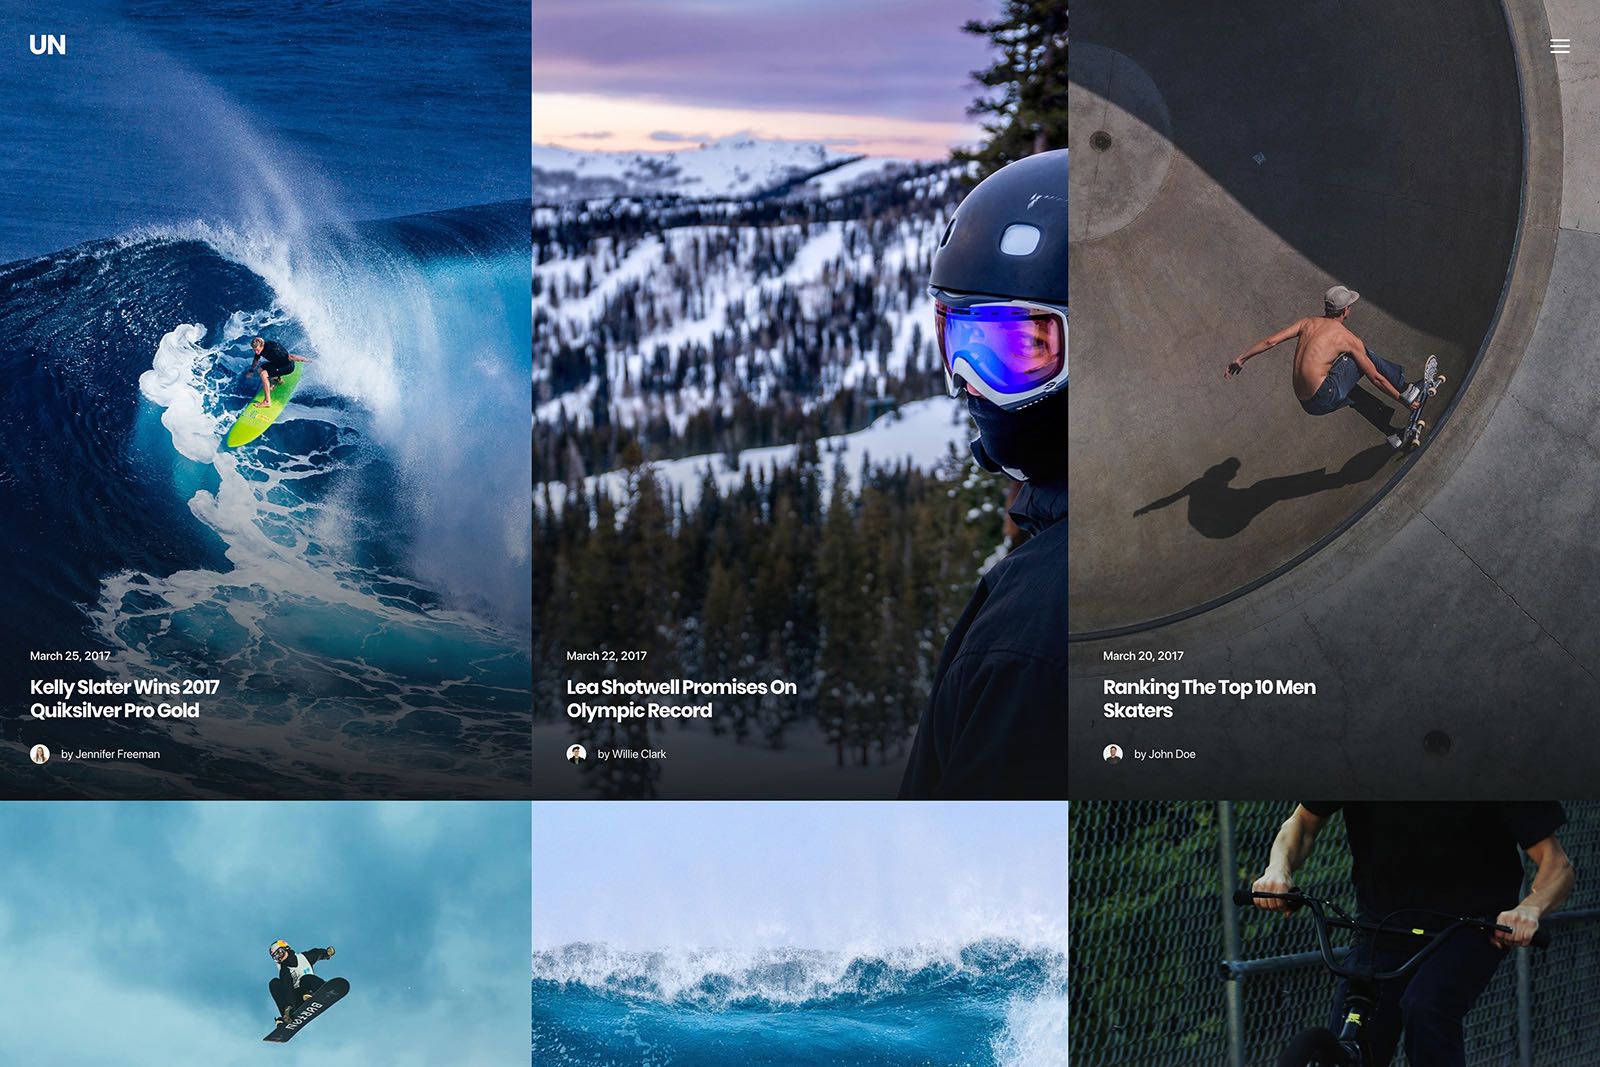 UN
March 25, 2017
Kelly Slater Wins 2017
Quiksilver Pro Gold
by Jennifer Freeman
March 22, 2017
Lea Shotwell Promises On
Olympic Record
by Willie Clark
March 20, 2017
Ranking The Top 10 Men
Skaters
by John Doe
BURTON